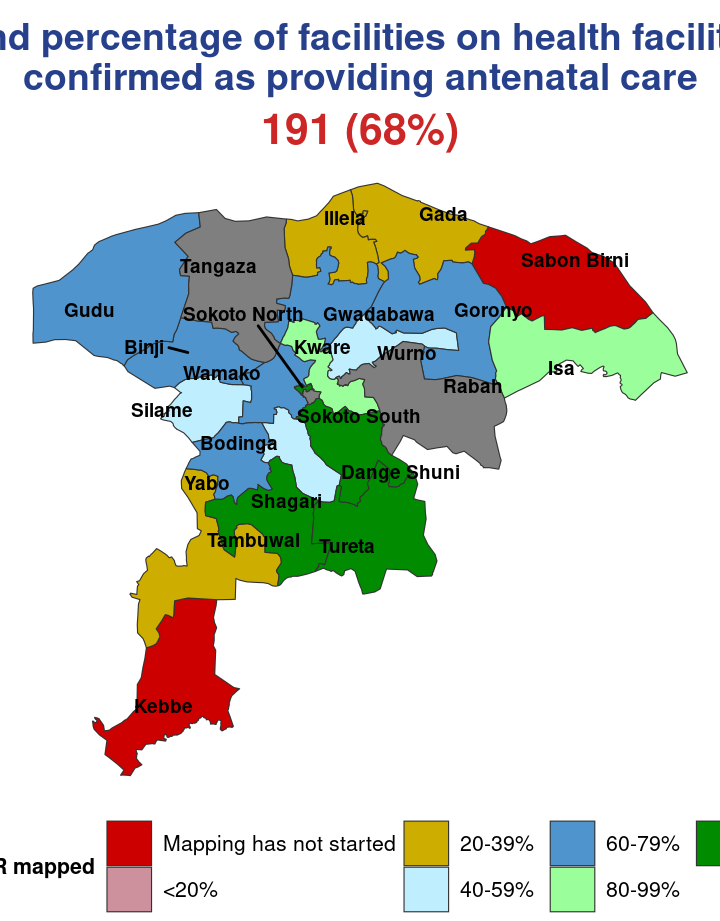 percentage of facilities on health
confirmed as providing antenatal care
191 (68%)
Illela
Gada
Tangaza
Sabon Birni
Gudu
Sokoto North
Gwadabawa
Goronyo
Binji
Kware
Wurno
Wamako
Isa
Rabah
Silame
Sokoto South
Bodinga
Dange Shuni
Yabo
Shagari
Tambuwal
Tureta
Kebbe
mapped
Mapping has not started
20-39%
60-79%
<20%
40-59%
80-99%